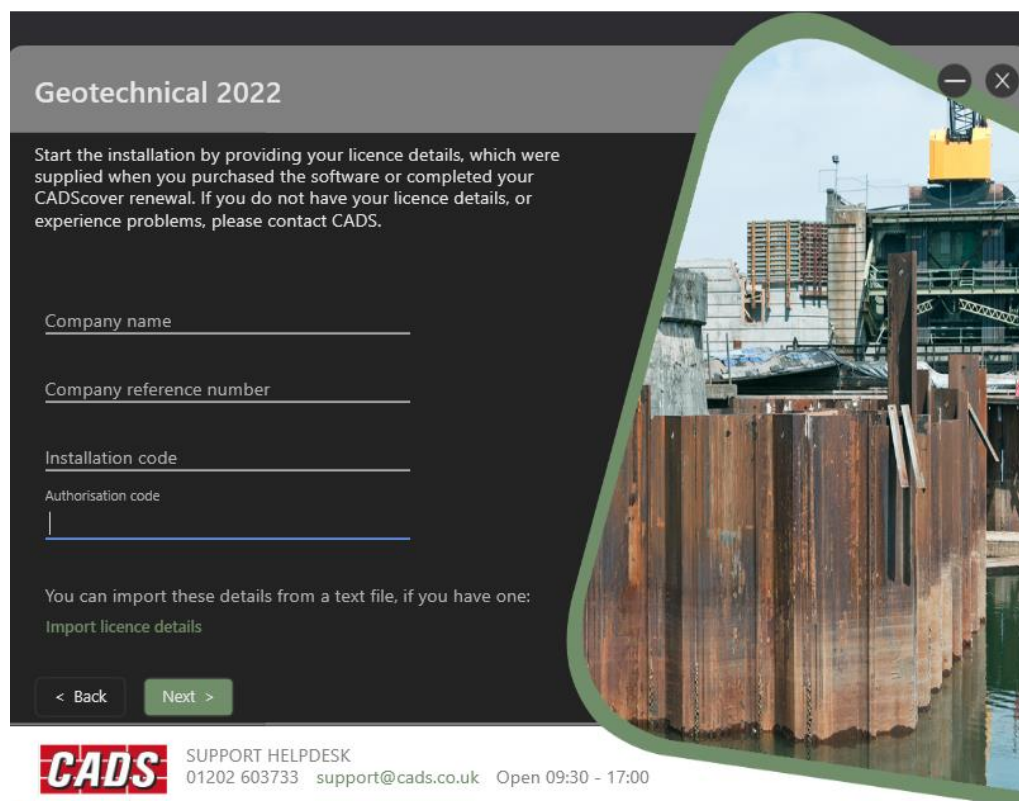 Geotechnical 2022
Start the installation by providing your licence details, which were
supplied when you purchased the software or completed your
CADScover renewal. If you do not have your licence details, or
experience problems, please contact CADS.
Company name
Company reference number
Installation code
Authorisation code
You can import these details from a text file, if you have one:
Import licence details
< Back Next >
CADS
SUPPORT HELPDESK
01202 603733 support@cads.co.uk Open 09:30 - 17:00